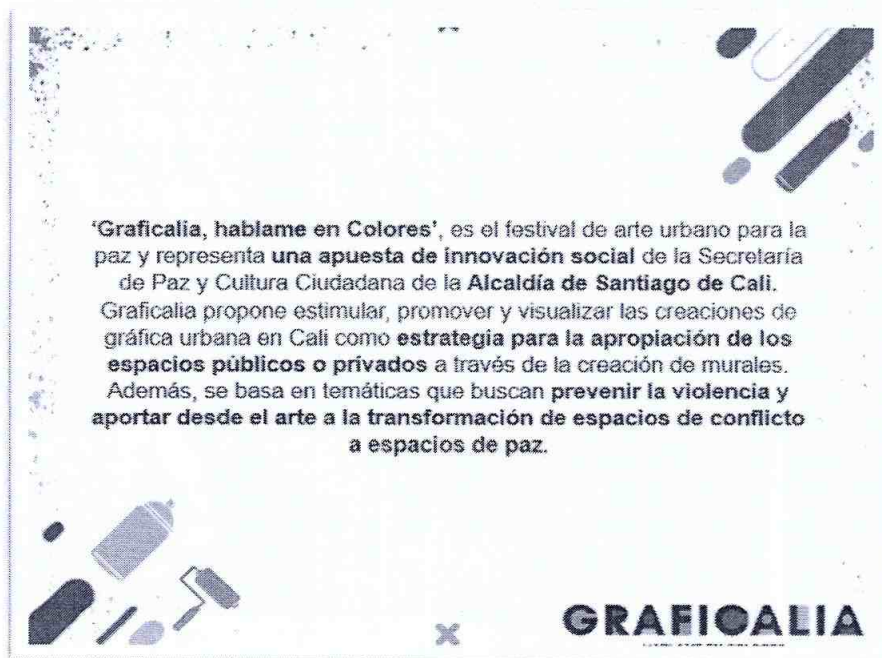 'Graficalia, hablame en Colores', es el festival de arte urbano para la
paz y representa una apuesta de innovación social de la Secretaría
de Paz y Cultura Ciudadana de la Alcaldía de Santiago de Cali.
Graficalia propone estimular, promover y visualizar las creaciones de
gráfica urbana en Cali como estrategia para la apropiación de los
espacios públicos o privados a través de la creación de murales.
Además, se basa en temáticas que buscan prevenir la violencia y
aportar desde el arte a la transformación de espacios de conflicto
a espacios de paz.
GRAFICALIA